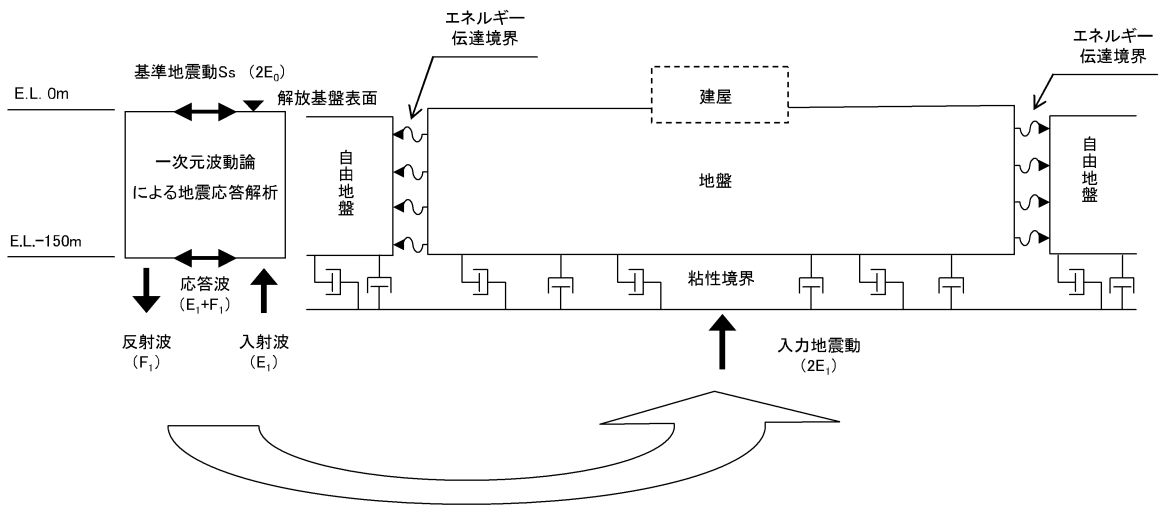 エネルギー
伝達境界
エネルギー
伝達境界
基準地震動Ss (2E₀)
E.L. 0m
解放基盤表面
建屋
一次元波動論
による地震応答解析
自由地盤
地盤
自由地盤
E.L.-150m
応答波
(E₁+F₁)
粘性境界
反射波
(F₁)
入射波
(E₁)
入力地震動
(2E₁)